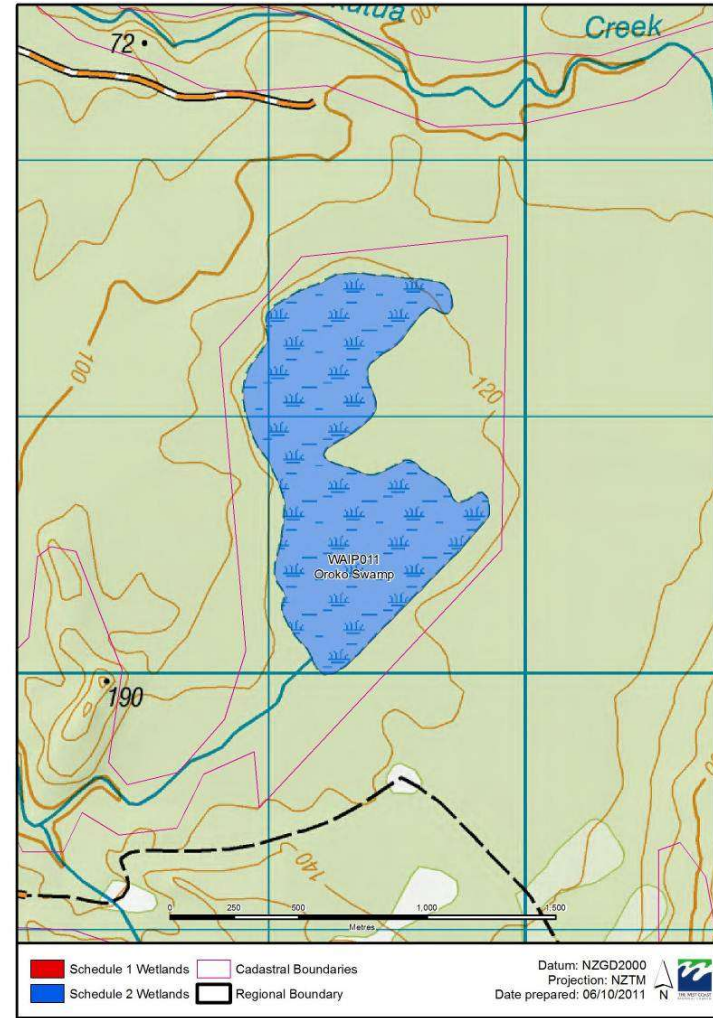 72
100
Creek
100
120
WAIP011
Oroko Swamp
190
140
0 250 500 1,000 1,500
Metres
Schedule 1 Wetlands
Schedule 2 Wetlands
Cadastral Boundaries
Regional Boundary
Datum: NZGD2000
Projection: NZTM
Date prepared: 06/10/2011
N